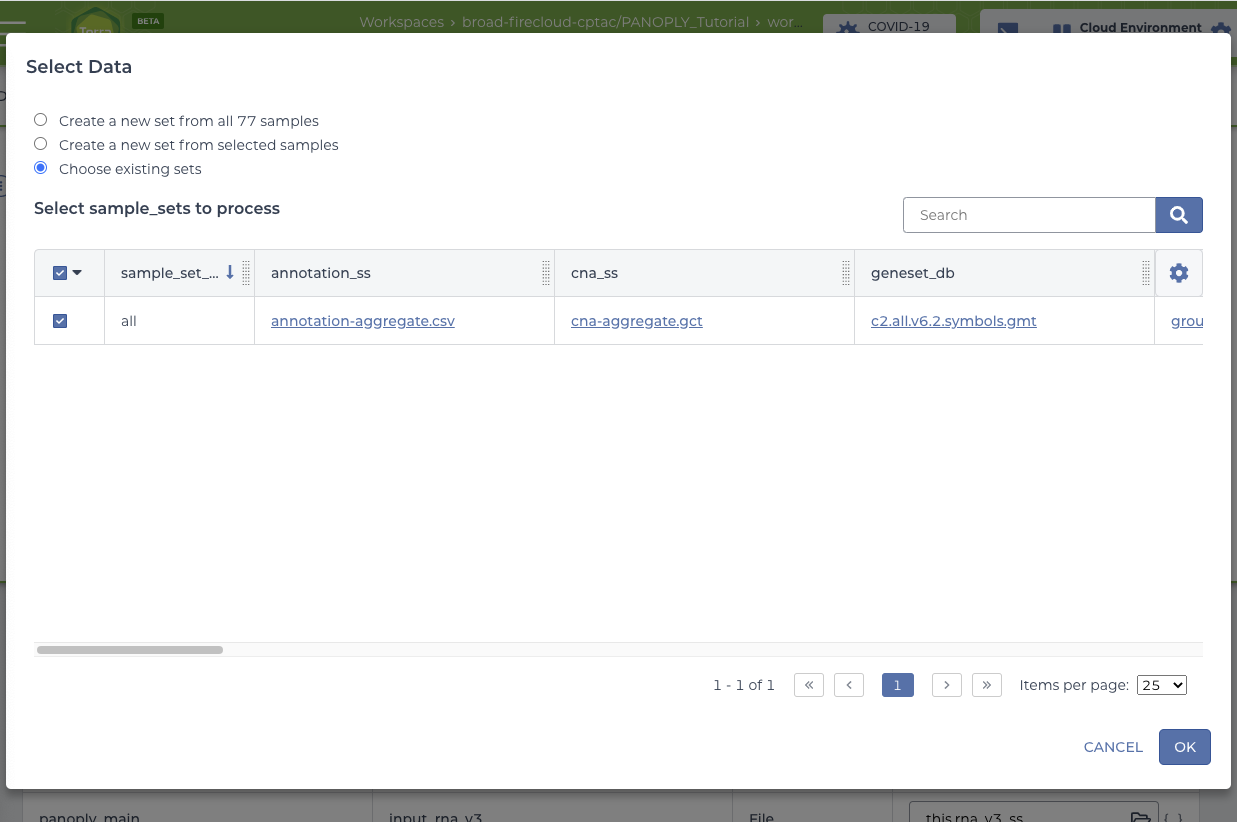 BETA
Terra
Workspaces › broad-firecloud-cptac/PANOPLY_Tutorial › wor...
COVID-19
Cloud Environment
Select Data
Create a new set from all 77 samples
Create a new set from selected samples
Choose existing sets
Select sample_sets to process
Search
sample_set_... annotation_ss cna_ss geneset_db
all annotation-aggregate.csv cna-aggregate.gct c2.all.v6.2.symbols.gmt grou
1 - 1 of 1 « ‹ 1 › » Items per page: 25
CANCEL OK
panoply_main input_rna_v3 File this.rna_v3_ss { }